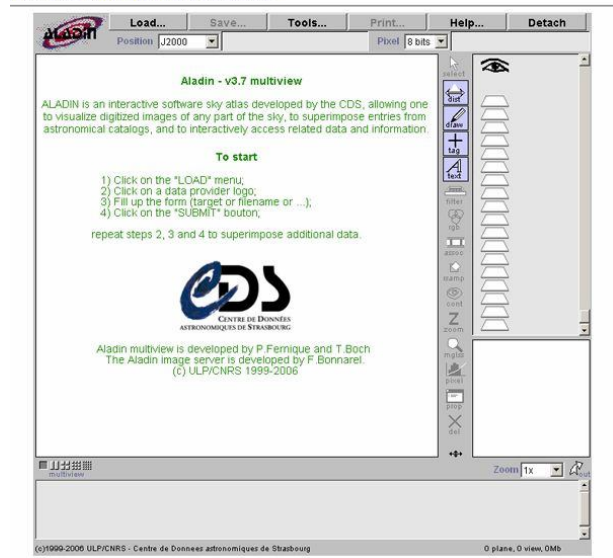 ALADIN Load... Save... Tools... Print... Help... Detach
Position J2000 Pixel 8 bits
Aladin - v3.7 multiview
ALADIN is an interactive software sky atlas developed by the CDS, allowing one
to visualize digitized images of any part of the sky, to superimpose entries from
astronomical catalogs, and to interactively access related data and information.
To start
1) Click on the "LOAD" menu;
2) Click on a data provider logo;
3) Fill up the form (target or filename or ...);
4) Click on the "SUBMIT" bouton;
repeat steps 2, 3 and 4 to superimpose additional data.
CDS
CENTRE DE DONNÉES
ASTRONOMIQUES DE STRASBOURG
Aladin multiview is developed by P.Fernique and T.Boch
The Aladin image server is developed by F.Bonnarel.
(c) ULP/CNRS 1999-2006
select
dist
draw
tag
text
filter
rgb
assoc
cont
zoom
mglss
pixel
prop
del
multiview
Zoom 1x out
(c)1999-2006 ULP/CNRS - Centre de Donnees astronomiques de Strasbourg 0 plane, 0 view, 0Mb